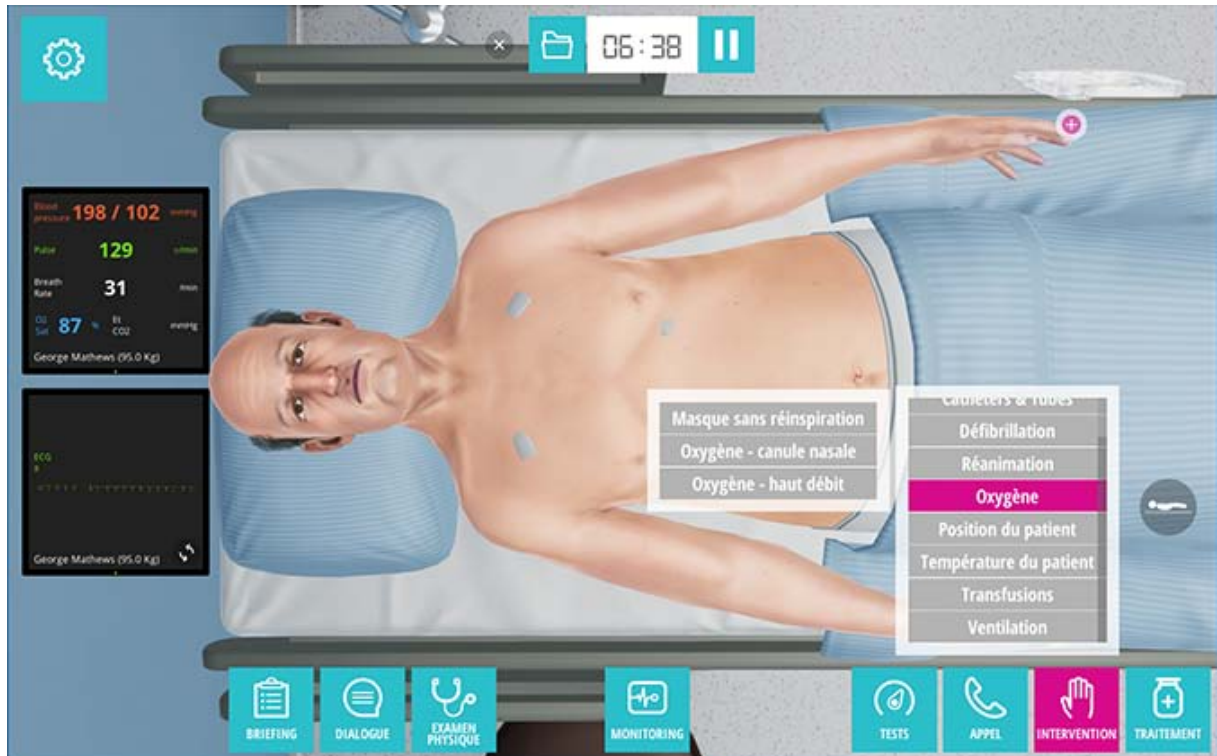 06:38
Blood
pressure 198 / 102 mmHg
Pulse 129
Breath
Rate 31 /min
O2
Sat 87 % Et
CO2 mmHg
George Mathews (95.0 Kg)
ECG
George Mathews (95.0 Kg)
Masque sans réinspiration
Oxygène - canule nasale
Oxygène - haut débit
Catheters & Tubes
Défibrillation
Réanimation
Oxygène
Position du patient
Température du patient
Transfusions
Ventilation
BRIEFING
DIALOGUE
EXAMEN
PHYSIQUE
MONITORING
TESTS
APPEL
INTERVENTION
TRAITEMENT